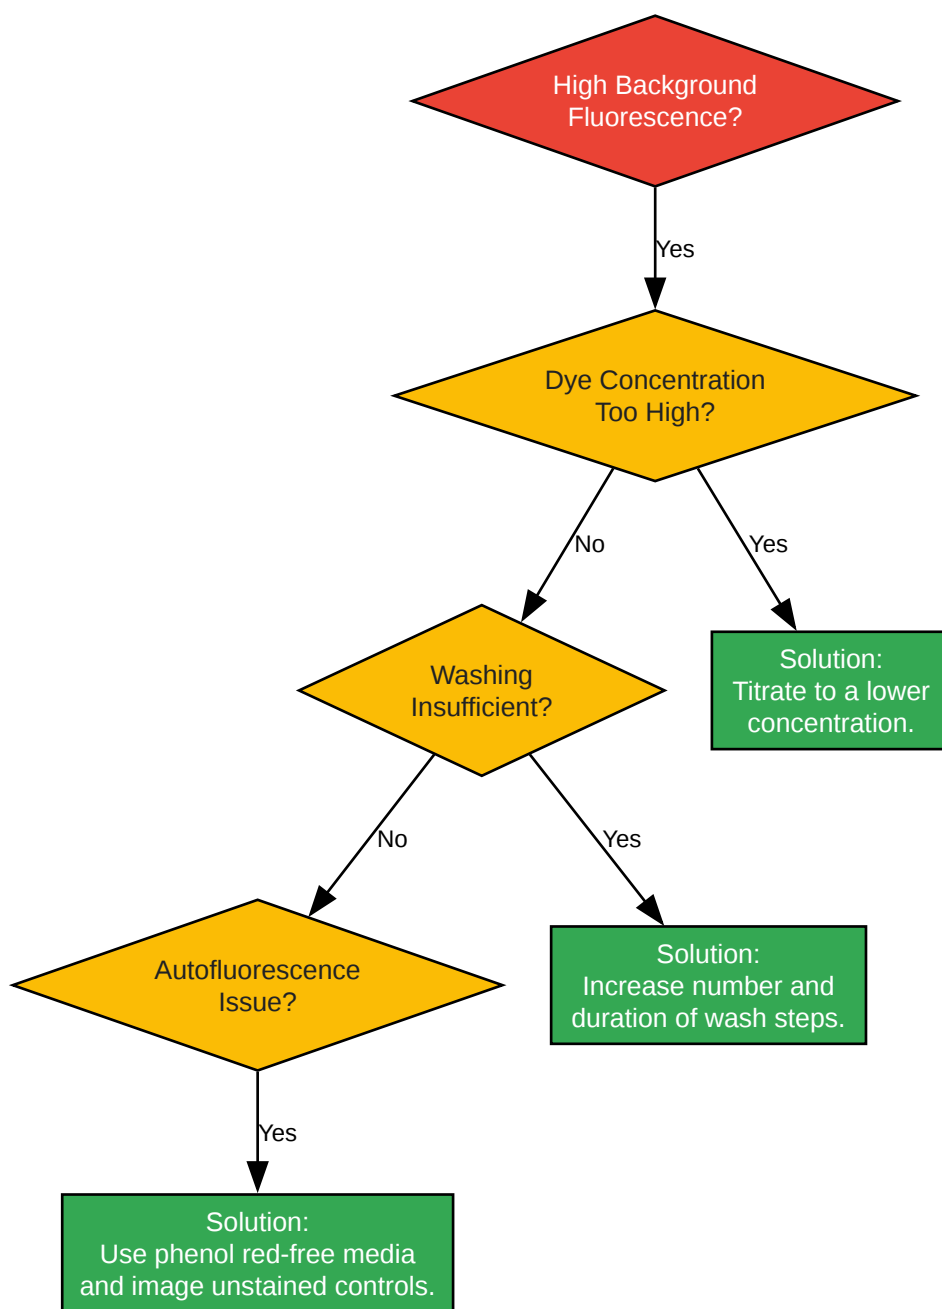 High Background
Fluorescence?
Yes
Dye Concentration
Too High?
No
Yes
Washing
Insufficient?
Solution:
Titrate to a lower
concentration.
No
Yes
Autofluorescence
Issue?
Solution:
Increase number and
duration of wash steps.
Yes
Solution:
Use phenol red-free media
and image unstained controls.